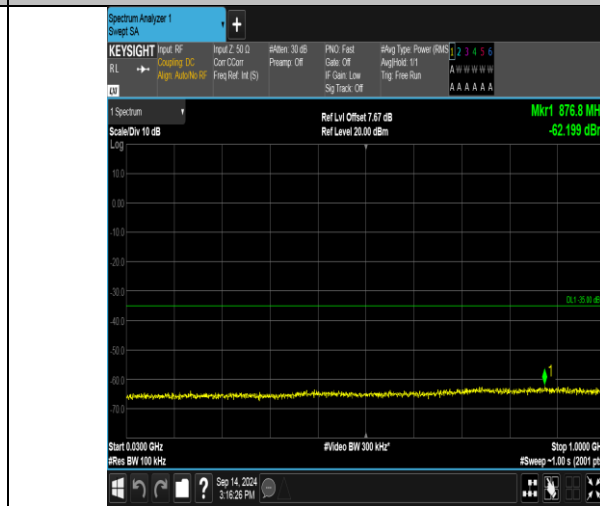 Spectrum Analyzer 1
Swept SA
+
KEYSIGHT Input: RF Input Z: 50 Ω #Atten: 30 dB PNO: Fast #Avg Type: Power (RMS 1 2 3 4 5 6
RL Coupling: DC Corr CCorr Preamp: Off Gate: Off Avg|Hold: 1/1 A W W W W W
Align: Auto/No RF Freq Ref: Int (S) IF Gain: Low Trig: Free Run
LXI Sig Track: Off A A A A A A
1 Spectrum Ref Lvl Offset 7.67 dB Mkr1 876.8 MH
Scale/Div 10 dB Ref Level 20.00 dBm -62.199 dBm
Log
10.0
0.00
-10.0
-20.0
-30.0
DL1 -35.00 dB
-40.0
-50.0
-60.0
1
-70.0
Start 0.0300 GHz #Video BW 300 kHz* Stop 1.0000 GH
#Res BW 100 kHz #Sweep ~1.00 s (2001 pt
? Sep 14, 2024
3:16:26 PM